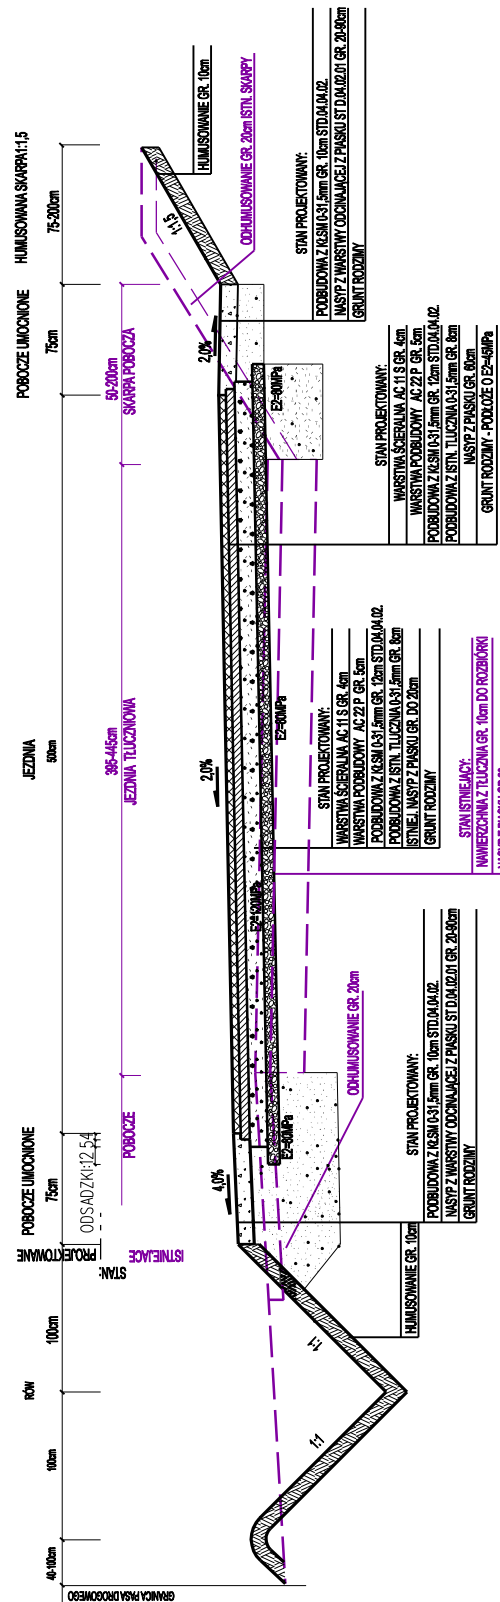 GRANICA PASA DROGOWEGO
40-100cm
100cm
RÓW
100cm
STAN:
PROJEKTOWANE
ISTNIEJĄCE
POBOCZE UMOCNIONE
75cm
ODSADZKI:12,54
POBOCZE
JEZDNIA
500cm
395-445cm
JEZDNIA TŁUCZNIOWA
POBOCZE UMOCNIONE
75cm
50-200cm
SKARPA POBOCZA
HUMUSOWANA SKARPA1:1,5
75-200cm
1:1
1:1
4,0%
2,0%
2,0%
1:1,5
E2=80MPa
E2=120MPa
E2=80MPa
E2=80MPa
HUMUSOWANIE GR. 10cm
ODHUMUSOWANIE GR. 20cm
STAN PROJEKTOWANY:
PODBUDOWA Z KŁSM 0-31,5mm GR. 10cm STD.04.04.02.
NASYP Z WARSTWY ODCINAJĄCEJ Z PIASKU ST D.04.02.01 GR. 20-90cm
GRUNT RODZIMY
STAN ISTNIEJĄCY:
NAWIERZCHNIA Z TŁUCZNIA GR. 10cm DO ROZBIÓRKI
STAN PROJEKTOWANY:
WARSTWA ŚCIERALNA AC 11 S GR. 4cm
WARSTWA PODBUDOWY AC 22 P GR. 5cm
PODBUDOWA Z KŁSM 0-31,5mm GR. 12cm STD.04.04.02.
PODBUDOWA Z ISTN. TŁUCZNIA 0-31,5mm GR. 8cm
ISTNIEJ. NASYP Z PIASKU GR. DO 20cm
GRUNT RODZIMY
STAN PROJEKTOWANY:
WARSTWA ŚCIERALNA AC 11 S GR. 4cm
WARSTWA PODBUDOWY AC 22 P GR. 5cm
PODBUDOWA Z KŁSM 0-31,5mm GR. 12cm STD.04.04.02.
PODBUDOWA Z ISTN. TŁUCZNIA 0-31,5mm GR. 8cm
NASYP Z PIASKU GR. 60cm
GRUNT RODZIMY - PODŁOŻE O E2=45MPa
STAN PROJEKTOWANY:
PODBUDOWA Z KŁSM 0-31,5mm GR. 10cm STD.04.04.02.
NASYP Z WARSTWY ODCINAJĄCEJ Z PIASKU ST D.04.02.01 GR. 20-90cm
GRUNT RODZIMY
ODHUMUSOWANIE GR. 20cm ISTN. SKARPY
HUMUSOWANIE GR. 10cm